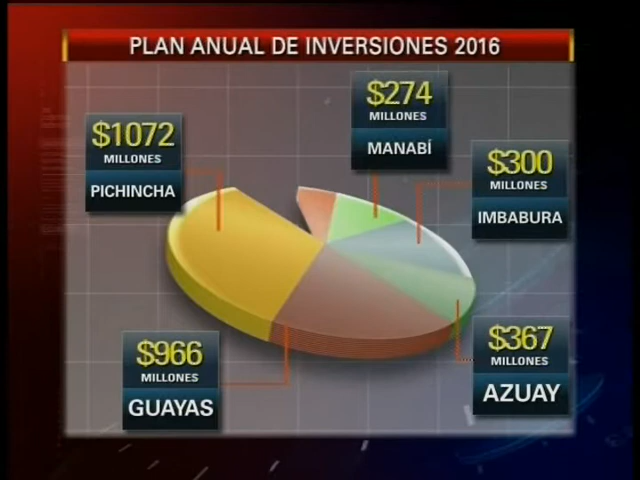 PLAN ANUAL DE INVERSIONES 2016
$1072
MILLONES
PICHINCHA
$274
MILLONES
MANABÍ
$300
MILLONES
IMBABURA
$966
MILLONES
GUAYAS
$367
MILLONES
AZUAY